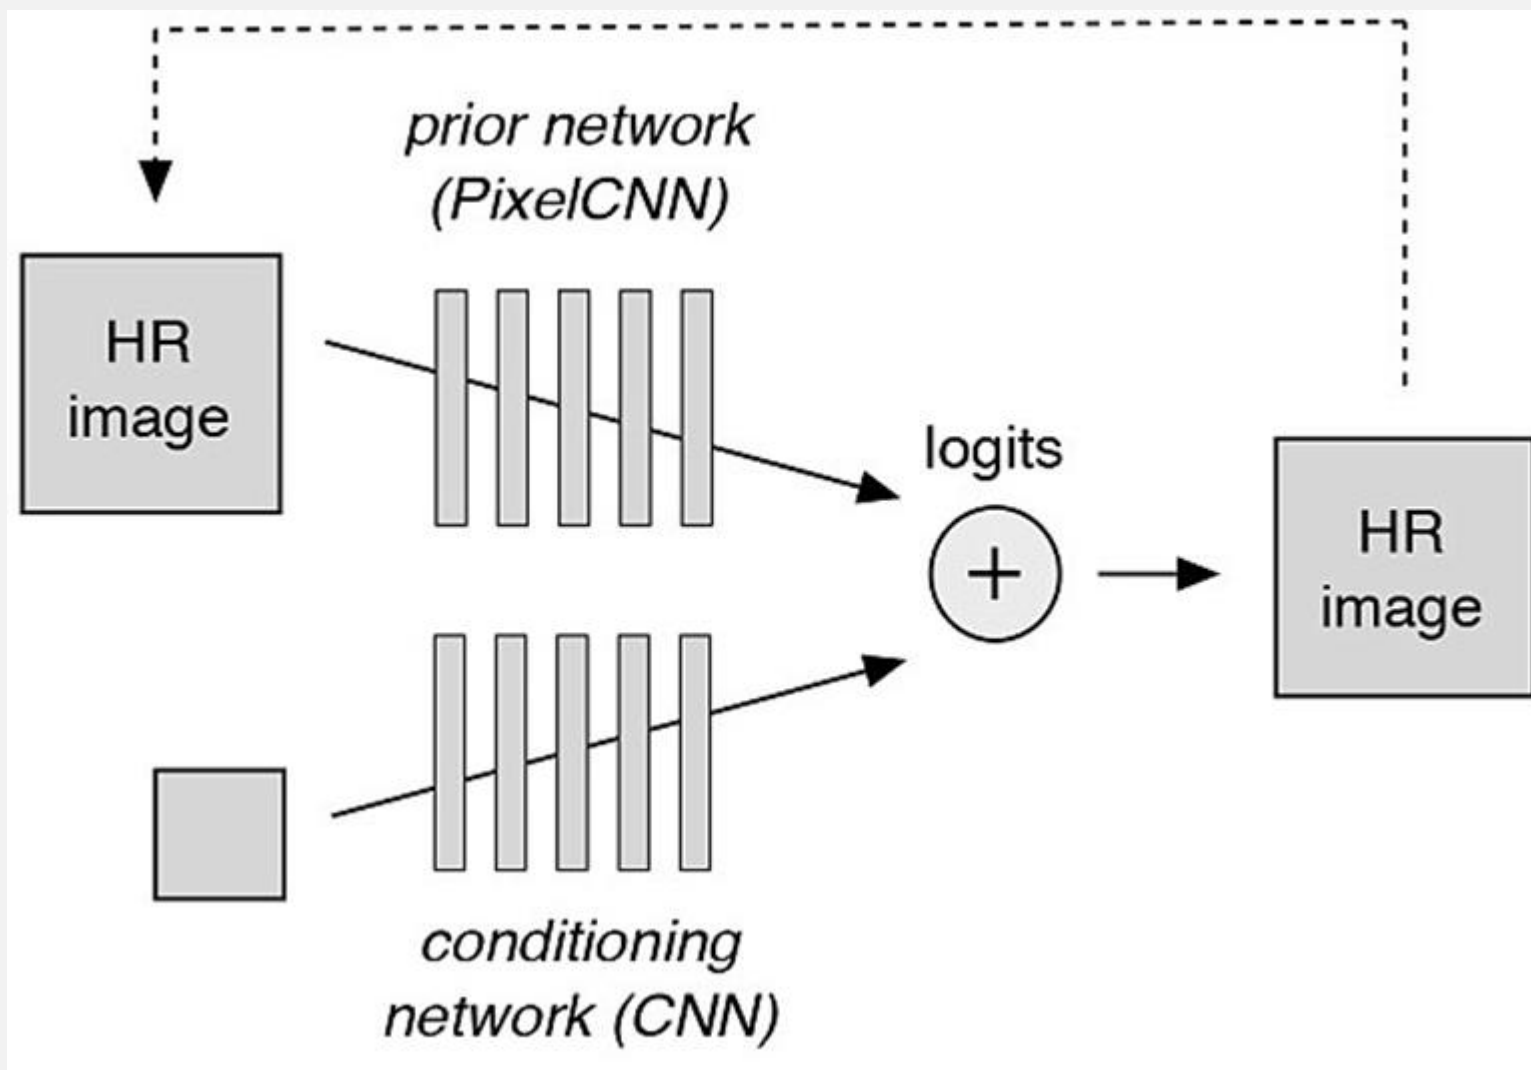 prior network
(PixelCNN)
HR
image
logits
+
HR
image
conditioning
network (CNN)